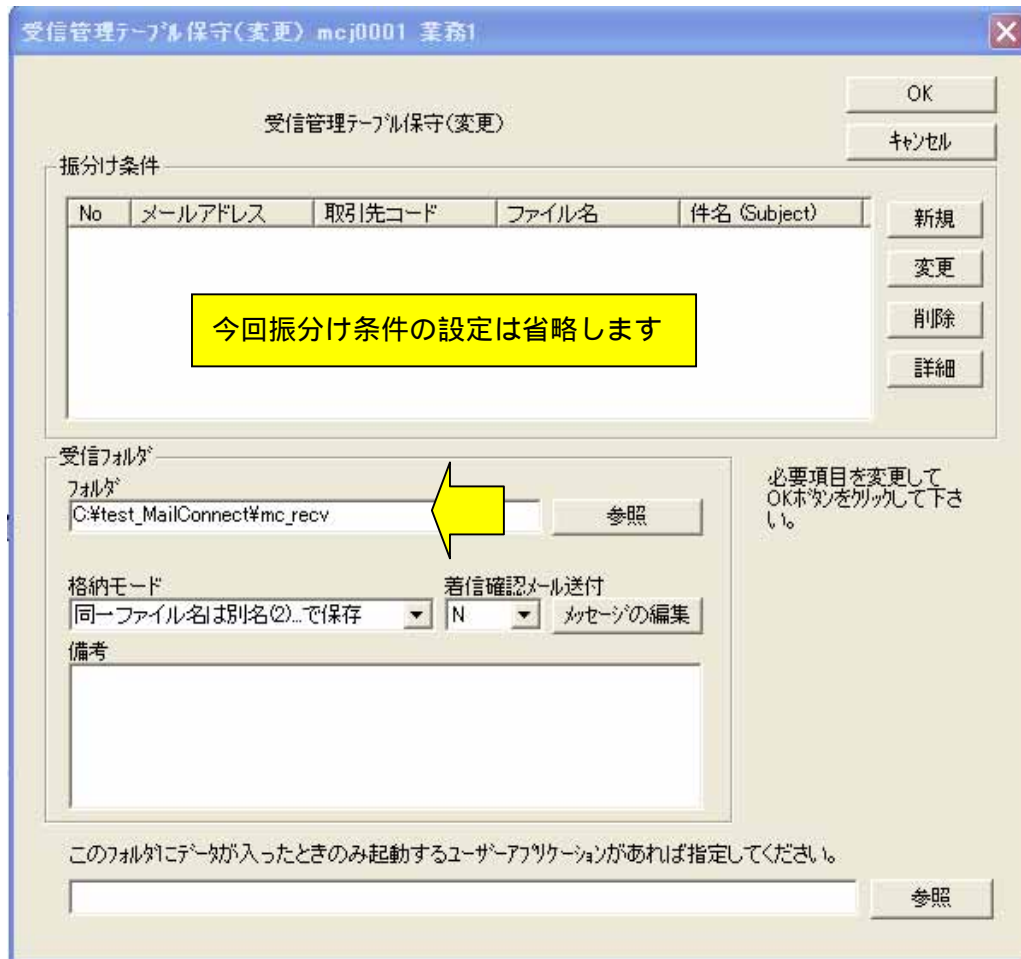 受信管理ﾃｰﾌﾞﾙ保守(変更) mcj0001 業務1
OK
受信管理ﾃｰﾌﾞﾙ保守(変更)
ｷｬﾝｾﾙ
振分け条件
No メールアドレス 取引先コード ファイル名 件名 (Subject)
新規
変更
今回振分け条件の設定は省略します
削除
詳細
受信ﾌｫﾙﾀﾞ
ﾌｫﾙﾀﾞ
C:¥test_MailConnect¥mc_recv
参照
必要項目を変更して
OKﾎﾞﾀﾝをｸﾘｯｸして下さ
い。
格納モード
着信確認ﾒｰﾙ送付
同一ファイル名は別名(2)...で保存
N
ﾒｯｾｰｼﾞの編集
備考
このﾌｫﾙﾀﾞにﾃﾞｰﾀが入ったときのみ起動するﾕｰｻﾞｰｱﾌﾟﾘｹｰｼｮﾝがあれば指定してください。
参照